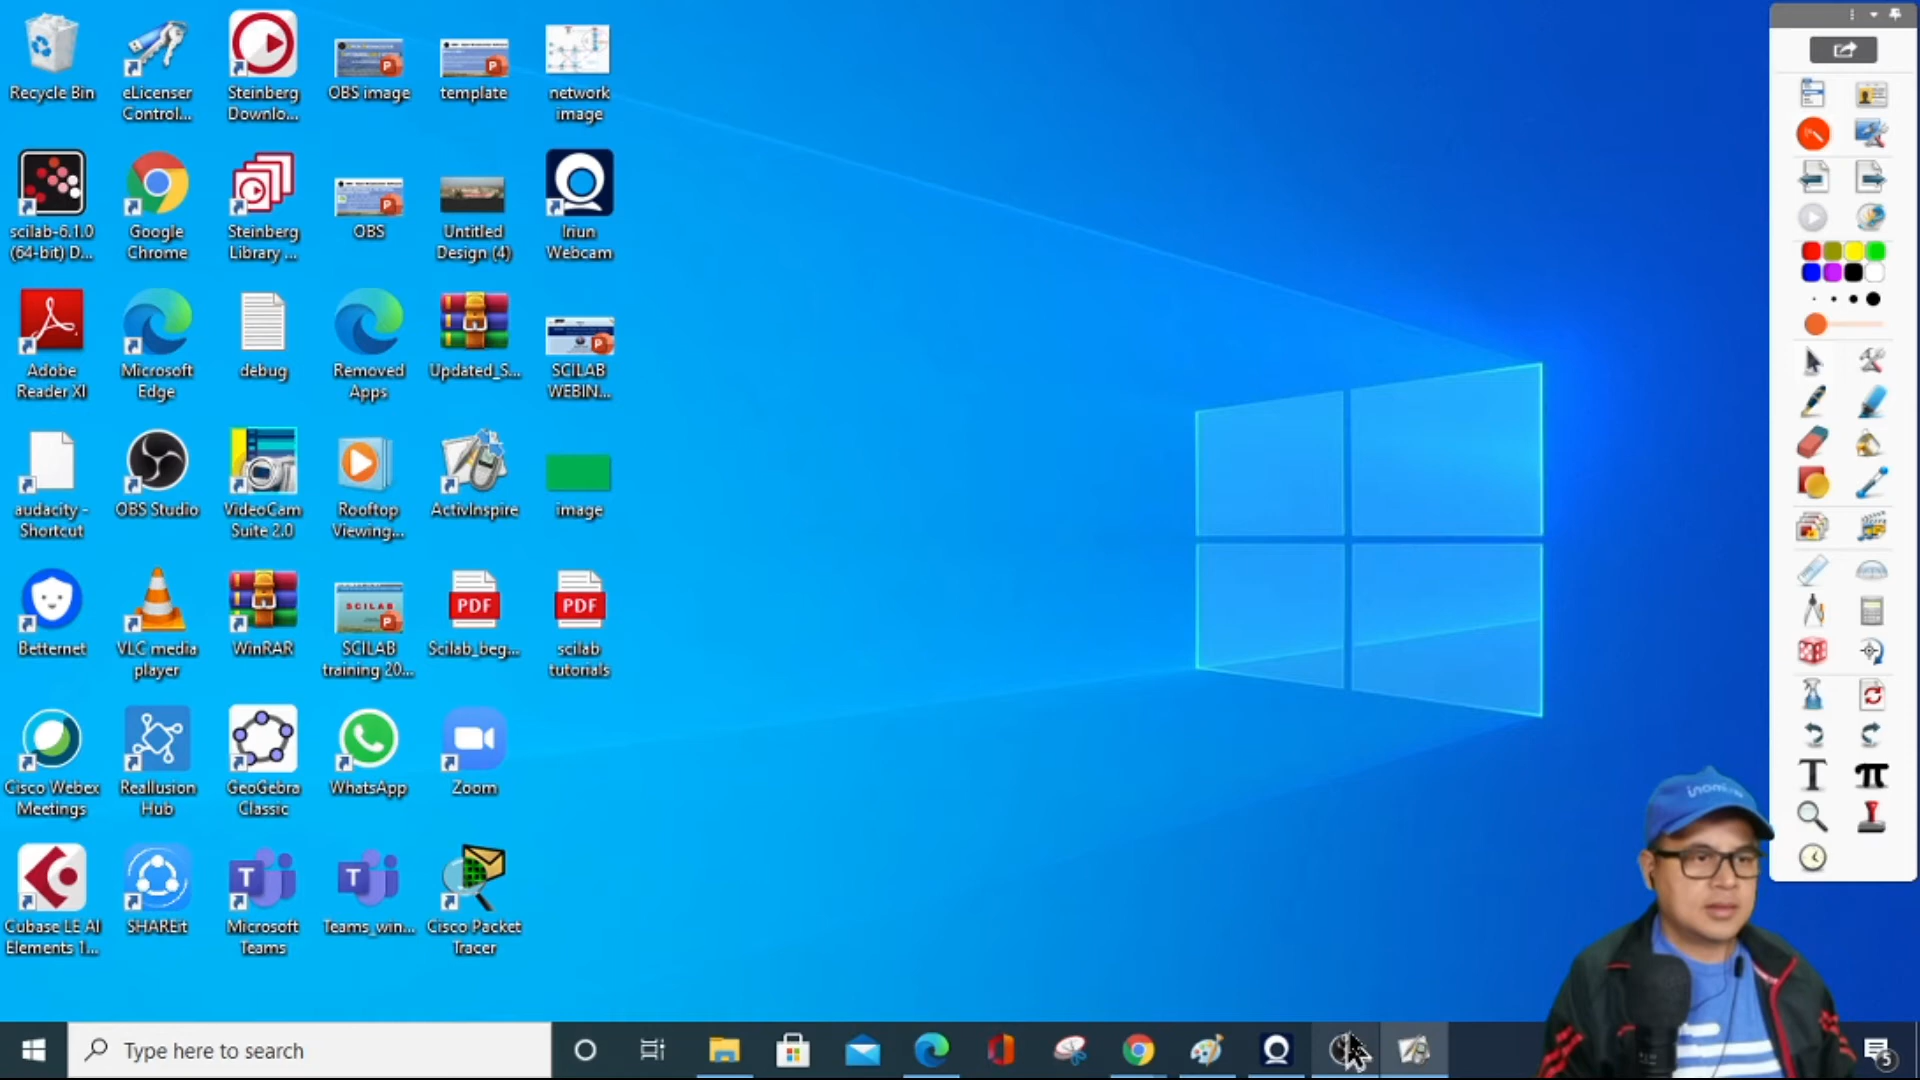 Recycle Bin
eLicenser
Control...
Steinberg
Downlo...
OBS image
template
network
image
scilab-6.1.0
(64-bit) D...
Google
Chrome
Steinberg
Library ...
OBS
Untitled
Design (4)
Iriun
Webcam
Adobe
Reader XI
Microsoft
Edge
debug
Removed
Apps
Updated_S...
SCILAB
WEBIN...
audacity -
Shortcut
OBS Studio
VideoCam
Suite 2.0
Rooftop
Viewing...
ActivInspire
image
Betternet
VLC media
player
WinRAR
SCILAB
SCILAB
training 20...
PDF
Scilab_beg...
PDF
scilab
tutorials
Cisco Webex
Meetings
Reallusion
Hub
GeoGebra
Classic
WhatsApp
Zoom
Cubase LE AI
Elements 1...
SHAREit
Microsoft
Teams
Teams_win...
Cisco Packet
Tracer
T
π
Type here to search
5